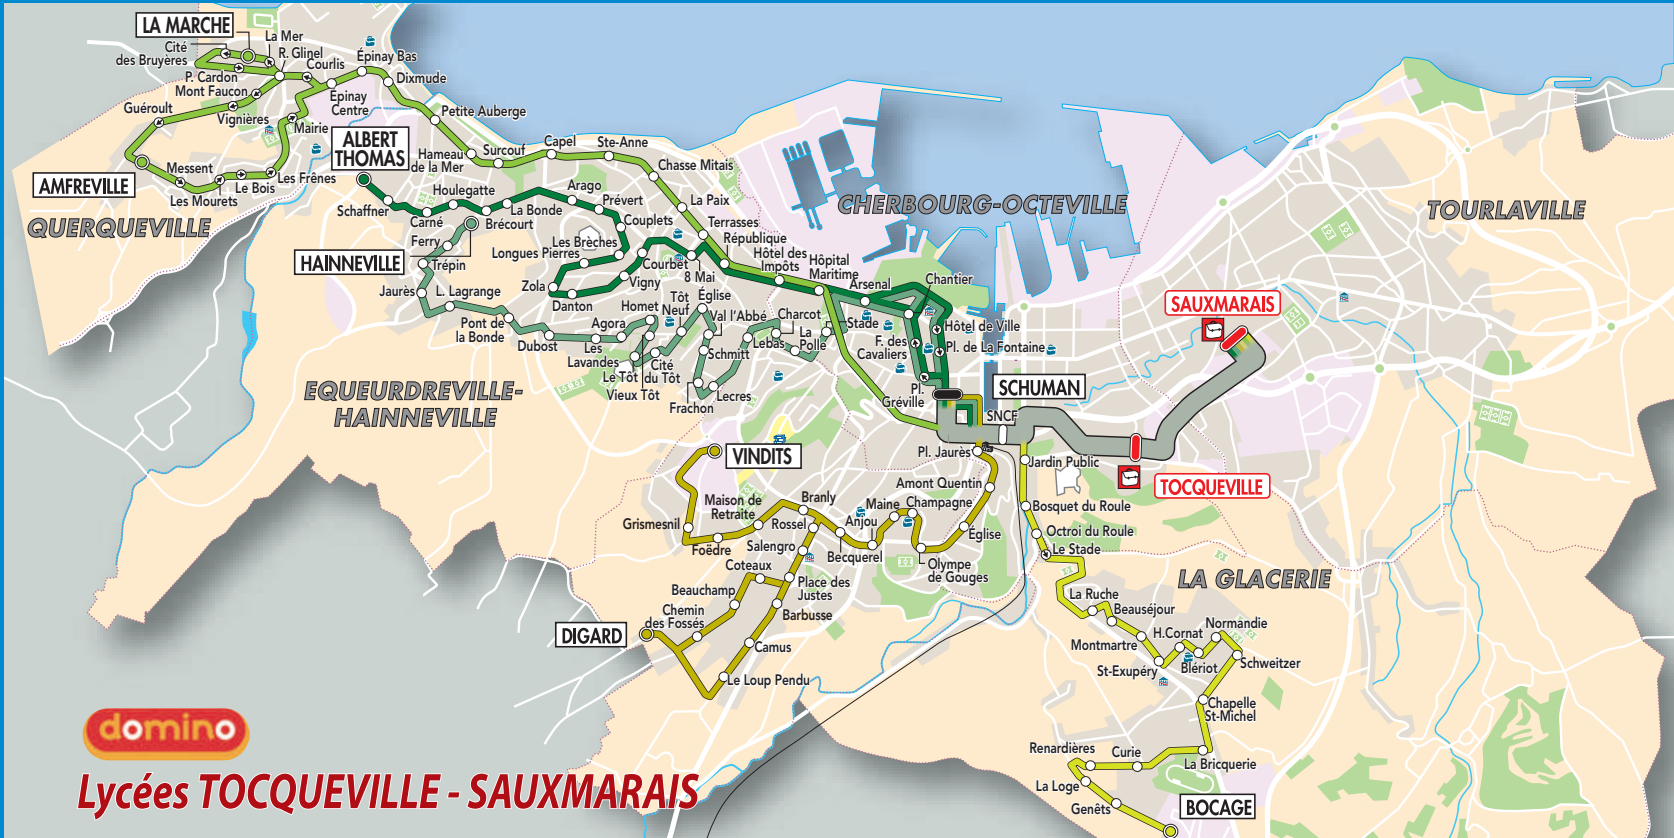 LA MARCHE
La Mer
Cité
des Bruyères
R. Glinel
Courlis
Épinay Bas
P. Cardon
Mont Faucon
Dixmude
Guéroult
Épinay
Centre
Vignières
Mairie
Petite Auberge
ALBERT
THOMAS
Messent
Les Frênes
AMFREVILLE
Le Bois
Les Mourets
QUERQUEVILLE
Hameau
de la Mer
Surcouf
Capel
Ste-Anne
Chasse Mitais
La Paix
Terrasses
République
Hôtel des
Impôts
Hôpital
Maritime
Arsenal
Chantier
Schaffner
Carné
Houlegatte
Brécourt
La Bonde
Arago
Prévert
Couplets
Les Brèches
Longues Pierres
Zola
Danton
Vigny
Courbet
8 Mai
Ferry
HAINNEVILLE
Trépin
Jaurès
L. Lagrange
Pont de
la Bonde
Dubost
Agora
Les
Lavandes
Homet
Le Tôt
Vieux Tôt
Cité
du Tôt
Tôt
Neuf
Église
Val l'Abbé
Schmitt
Frachon
Lecres
Lebas
Charcot
La
Polle
Stade
CHERBOURG-OCTEVILLE
TOURLAVILLE
EQUEURDREVILLE-
HAINNEVILLE
Hôtel de Ville
F. des
Cavaliers
Pl. de La Fontaine
Pl.
Gréville
SCHUMAN
SNCF
SAUXMARAIS
TOCQUEVILLE
Pl. Jaurès
Jardin Public
VINDITS
Amont Quentin
Bosquet du Roule
Maison de
Retraite
Branly
Maine
Champagne
Grismesnil
Rossel
Anjou
Octroi du Roule
Foëdre
Salengro
Becquerel
Église
Le Stade
Coteaux
Olympe
de Gouges
LA GLACERIE
Beauchamp
Place des
Justes
Chemin
des Fossés
Barbusse
DIGARD
Camus
Le Loup Pendu
La Ruche
Beauséjour
Montmartre
H.Cornat
Normandie
St-Exupéry
Blériot
Schweitzer
Chapelle
St-Michel
Renardières
Curie
La Bricquerie
La Loge
Genêts
BOCAGE
domino
Lycées TOCQUEVILLE - SAUXMARAIS